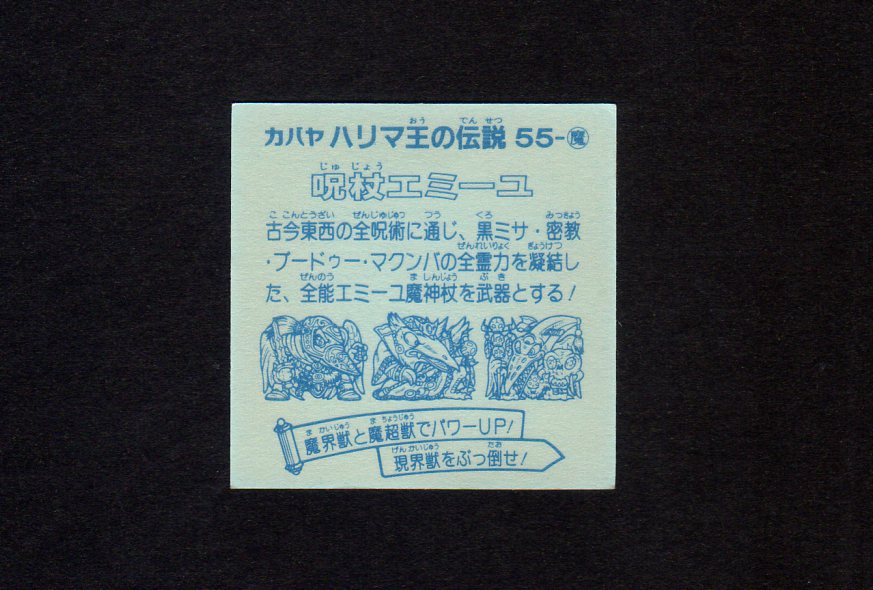 カバヤ ハリマ王の伝説 55-魔
呪杖エミーユ
古今東西の全呪術に通じ、黒ミサ・密教
・ブードゥー・マクンバの全霊力を凝結し
た、全能エミーユ魔神杖を武器とする!
魔界獣と魔超獣でパワーUP!
現界獣をぶっ倒せ!